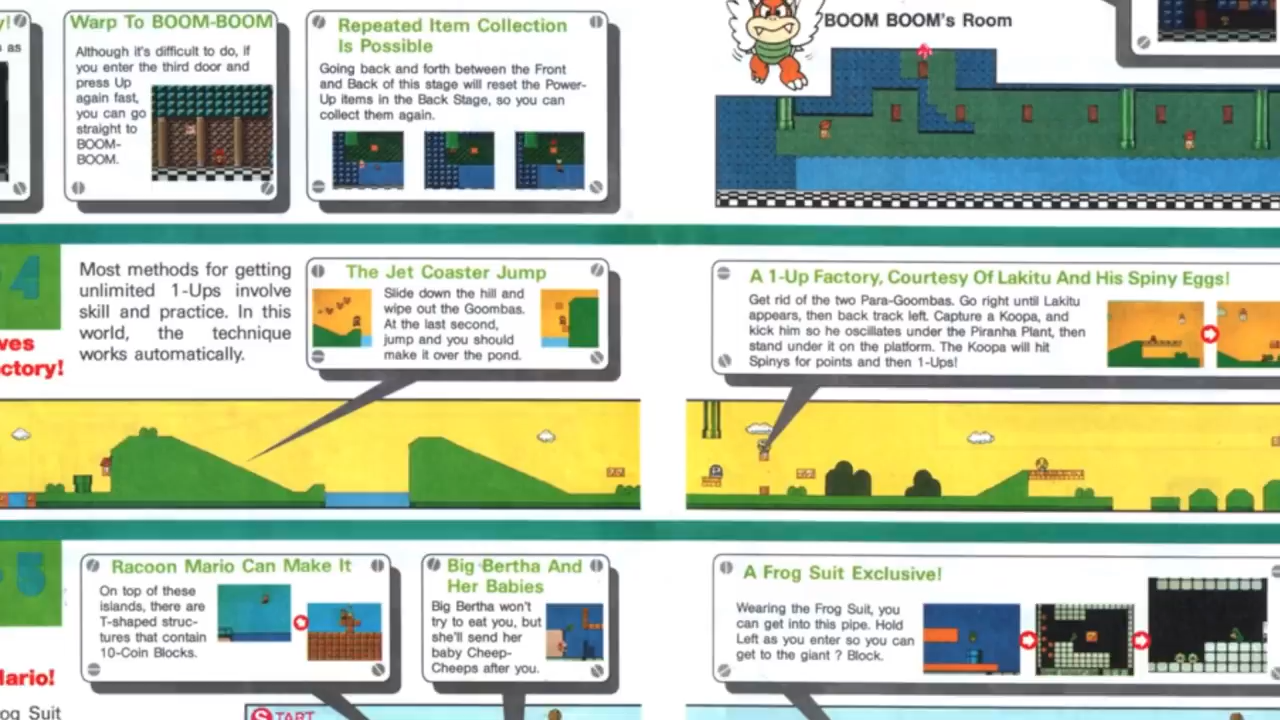 y!
as
Warp To BOOM-BOOM
Although it's difficult to do, if
you enter the third door and
press Up
again fast,
you can go
straight to
BOOM-
BOOM.
Repeated Item Collection
Is Possible
Going back and forth between the Front
and Back of this stage will reset the Power-
Up items in the Back Stage, so you can
collect them again.
BOOM BOOM's Room
4
ves
ctory!
Most methods for getting
unlimited 1-Ups involve
skill and practice. In this
world, the technique
works automatically.
The Jet Coaster Jump
Slide down the hill and
wipe out the Goombas.
At the last second,
jump and you should
make it over the pond.
A 1-Up Factory, Courtesy Of Lakitu And His Spiny Eggs!
Get rid of the two Para-Goombas. Go right until Lakitu
appears, then back track left. Capture a Koopa, and
kick him so he oscillates under the Piranha Plant, then
stand under it on the platform. The Koopa will hit
Spinys for points and then 1-Ups!
5
Mario!
rog Suit
Racoon Mario Can Make It
On top of these
islands, there are
T-shaped struc-
tures that contain
10-Coin Blocks.
Big Bertha And
Her Babies
Big Bertha won't
try to eat you, but
she'll send her
baby Cheep-
Cheeps after you.
A Frog Suit Exclusive!
Wearing the Frog Suit, you
can get into this pipe. Hold
Left as you enter so you can
get to the giant ? Block.
START